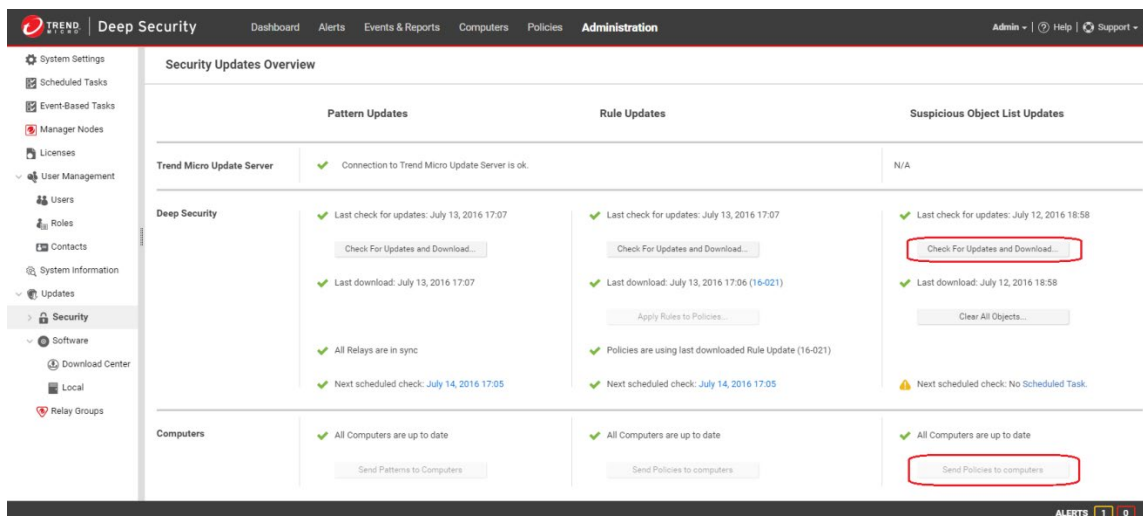 TREND MICRO Deep Security Dashboard Alerts Events & Reports Computers Policies Administration Admin Help Support
System Settings
Scheduled Tasks
Event-Based Tasks
Manager Nodes
Licenses
User Management
Users
Roles
Contacts
System Information
Updates
Security
Software
Download Center
Local
Relay Groups
Security Updates Overview
Pattern Updates Rule Updates Suspicious Object List Updates
Trend Micro Update Server Connection to Trend Micro Update Server is ok. N/A
Deep Security Last check for updates: July 13, 2016 17:07 Last check for updates: July 13, 2016 17:07 Last check for updates: July 12, 2016 18:58
Check For Updates and Download... Check For Updates and Download... Check For Updates and Download...
Last download: July 13, 2016 17:07 Last download: July 13, 2016 17:06 (16-021) Last download: July 12, 2016 18:58
Apply Rules to Policies... Clear All Objects...
All Relays are in sync Policies are using last downloaded Rule Update (16-021)
Next scheduled check: July 14, 2016 17:05 Next scheduled check: July 14, 2016 17:05 Next scheduled check: No Scheduled Task.
Computers All Computers are up to date All Computers are up to date All Computers are up to date
Send Patterns to Computers Send Policies to computers Send Policies to computers
ALERTS 1 0